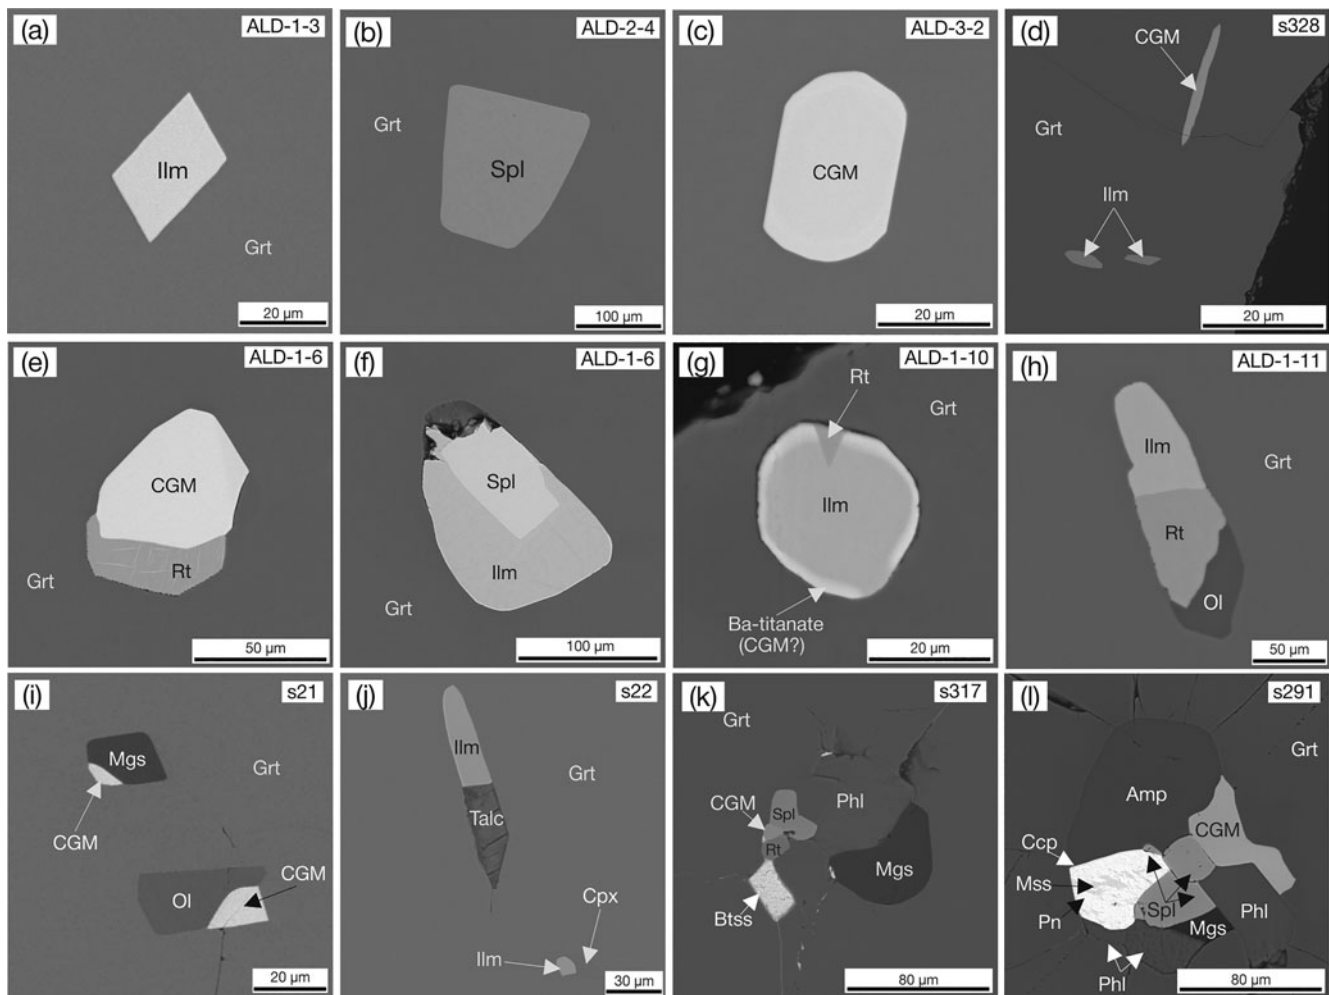 (a)
ALD-1-3
Ilm
Grt
20 µm
(b)
ALD-2-4
Grt
Spl
100 µm
(c)
ALD-3-2
CGM
20 µm
(d)
s328
CGM
Grt
Ilm
20 µm
(e)
ALD-1-6
CGM
Rt
Grt
50 µm
(f)
ALD-1-6
Spl
Ilm
Grt
100 µm
(g)
ALD-1-10
Rt
Grt
Ilm
Ba-titanate
(CGM?)
20 µm
(h)
ALD-1-11
Ilm
Grt
Rt
Ol
50 µm
(i)
s21
Mgs
Grt
CGM
CGM
Ol
20 µm
(j)
s22
Ilm
Grt
Talc
Cpx
Ilm
30 µm
(k)
s317
Grt
CGM
Spl
Phl
Rt
Mgs
Btss
80 µm
(l)
s291
Grt
Amp
CGM
Ccp
Mss
Spl
Phl
Pn
Mgs
Phl
80 µm